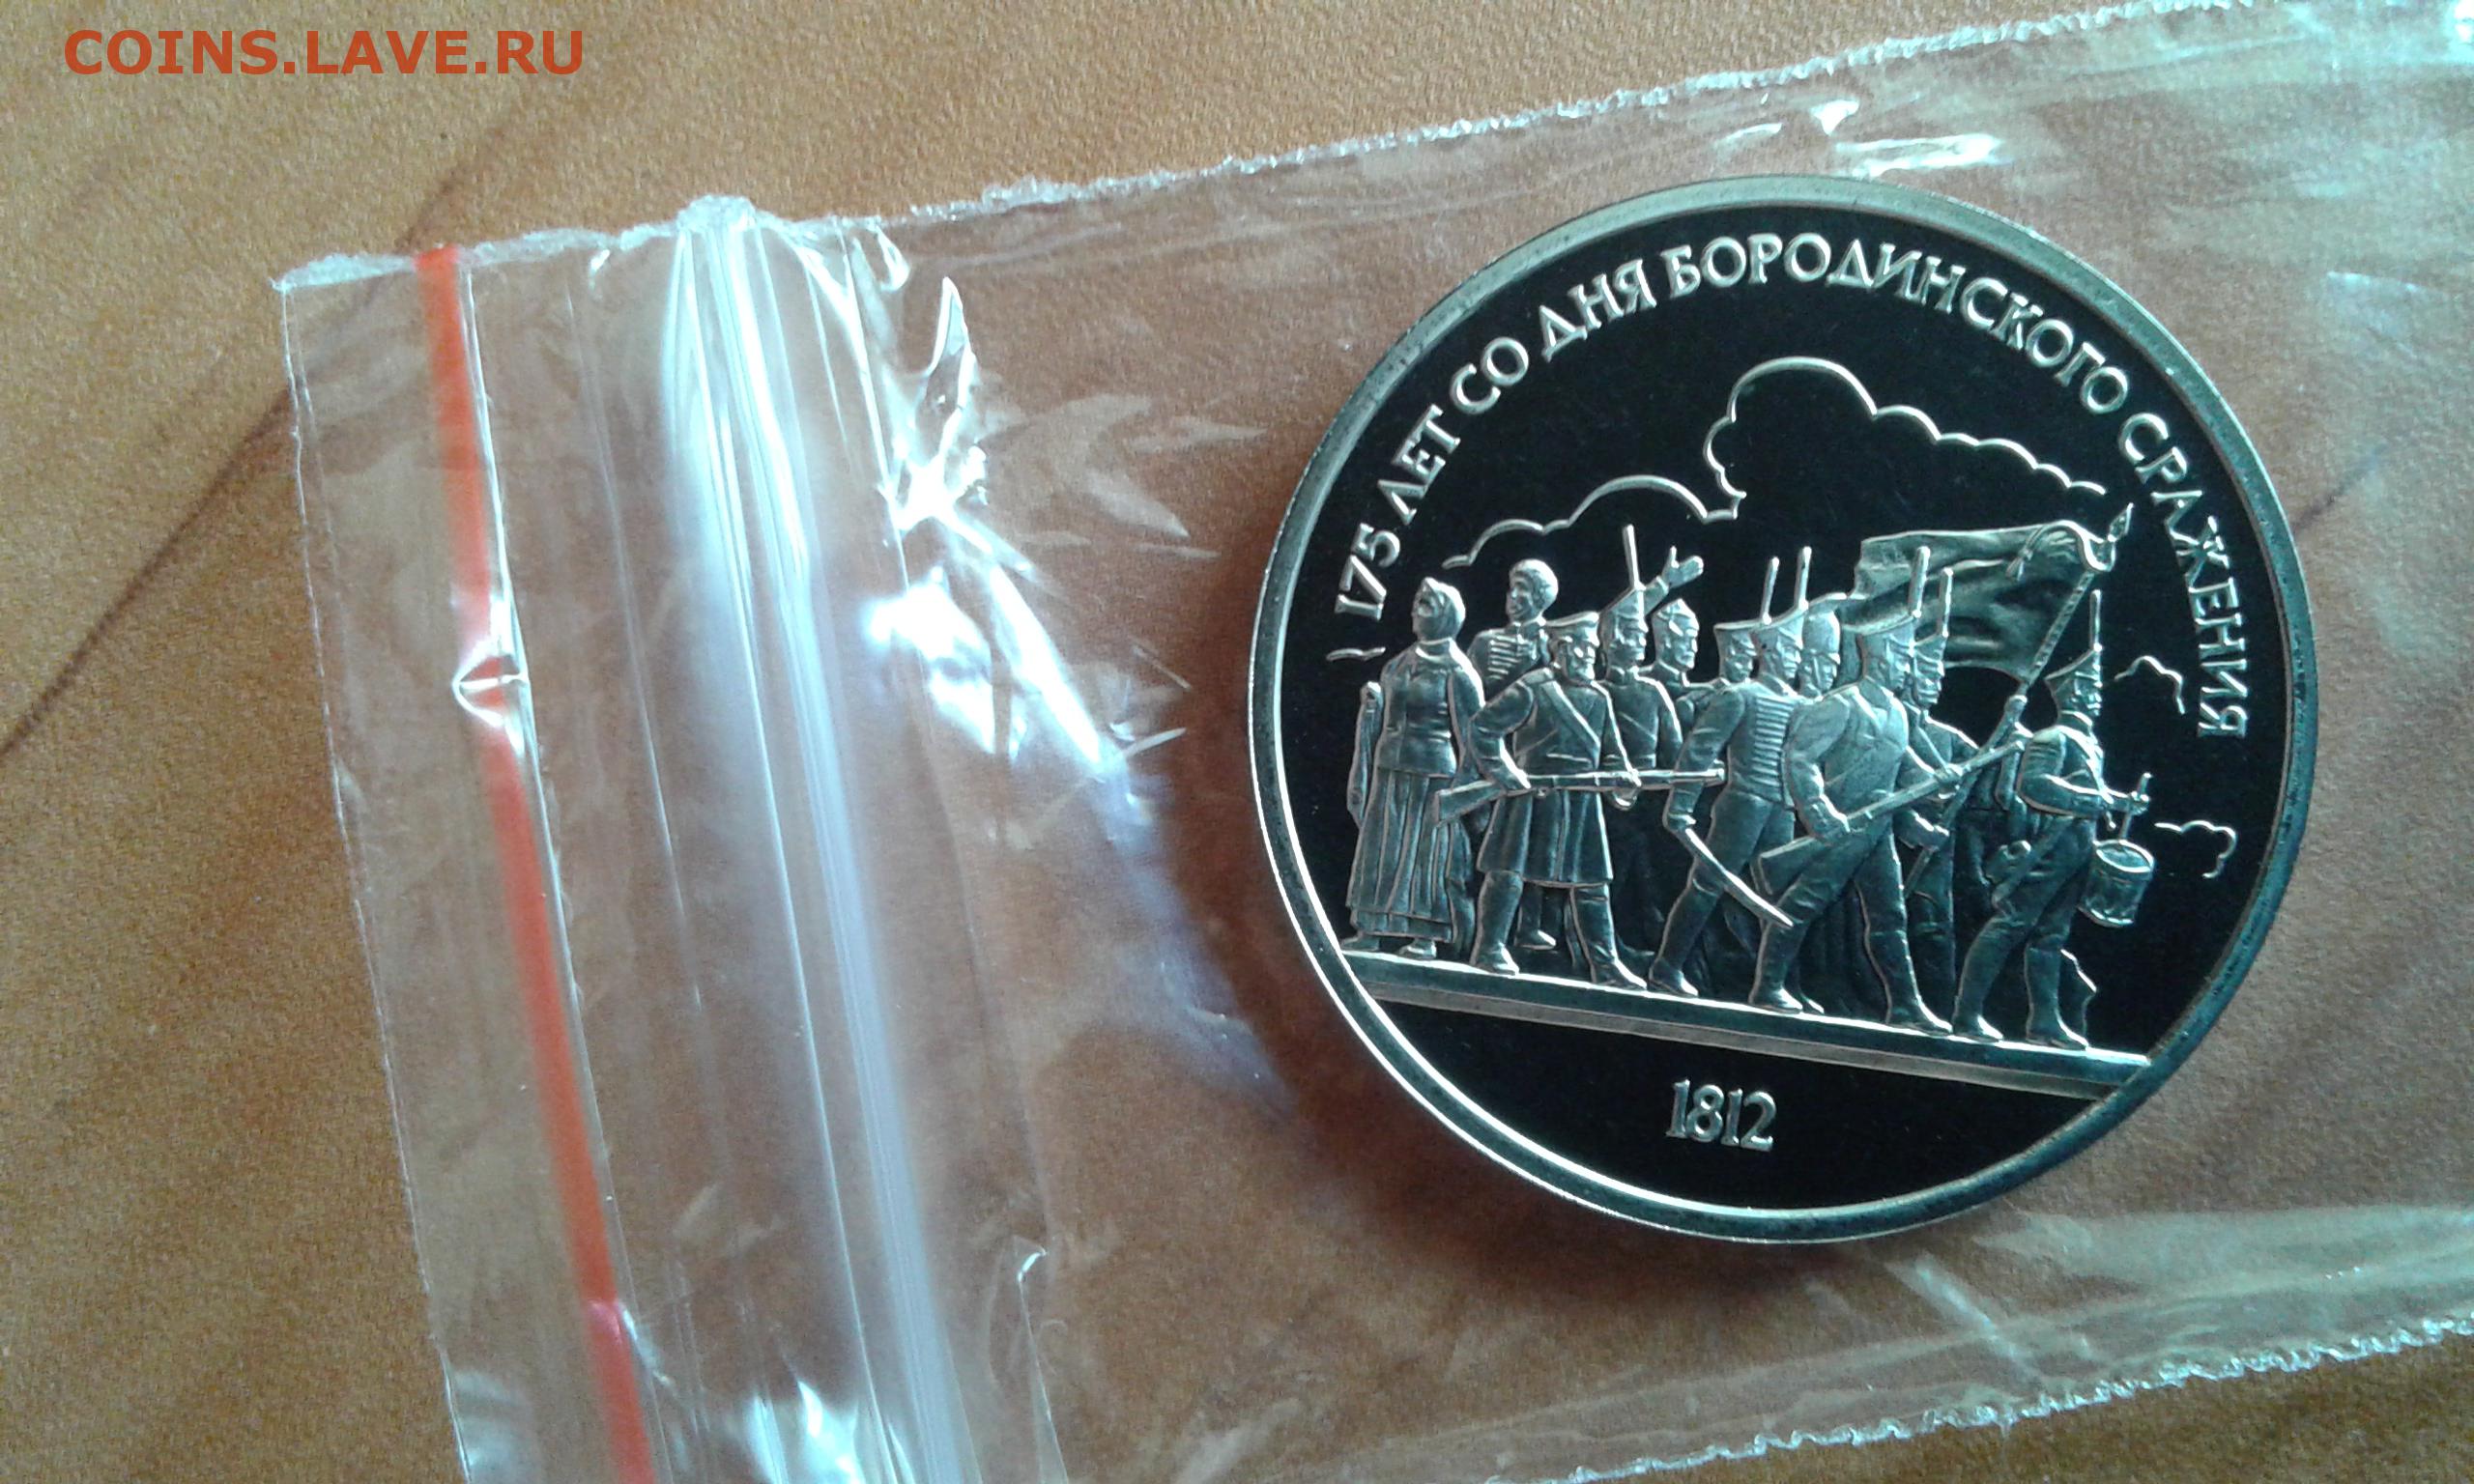 COINS.LAVE.RU
175 ЛЕТ СО ДНЯ БОРОДИНСКОГО СРАЖЕНИЯ
1812